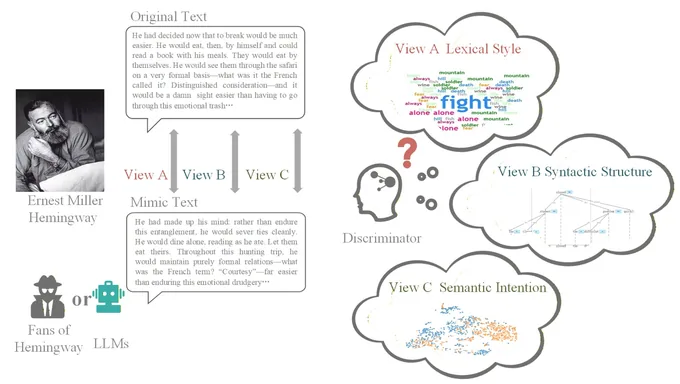 Original Text
He had decided now that to break would be much
easier. He would eat, then, by himself and could
read a book with his meals. They would eat by
themselves. He would see them through the safari
on a very formal basis—what was it the French
called it? Distinguished consideration—and it
would be a damn sight easier than having to go
through this emotional trash···
View A
View B
View C
Ernest Miller
Hemingway
Mimic Text
He had made up his mind: rather than endure
this entanglement, he would sever ties cleanly.
He would dine alone, reading as he ate. Let them
eat theirs. Throughout this hunting trip, he
would maintain purely formal relations—what
was the French term? “Courtesy”—far easier
than enduring this emotional drudgery···
or
Fans of
Hemingway
LLMs
View A Lexical Style
mountain
always
hill
soldier
death
wine
fear
fight
alone
?
Discriminator
View B Syntactic Structure
View C Semantic Intention